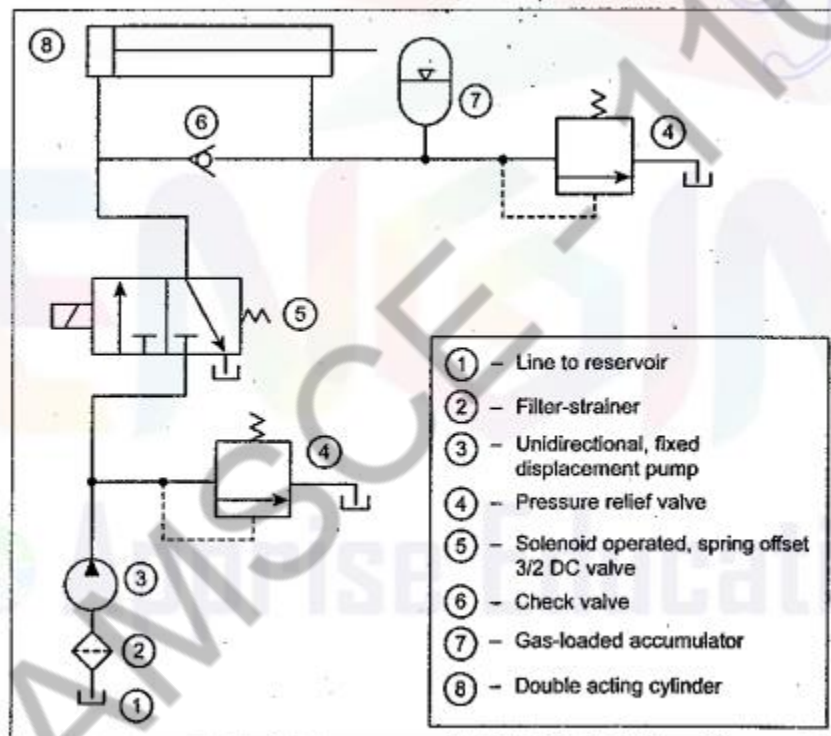 8
6
7
4
5
4
3
2
1
1 – Line to reservoir
2 – Filter-strainer
3 – Unidirectional, fixed
displacement pump
4 – Pressure relief valve
5 – Solenoid operated, spring offset
3/2 DC valve
6 – Check valve
7 – Gas-loaded accumulator
8 – Double acting cylinder